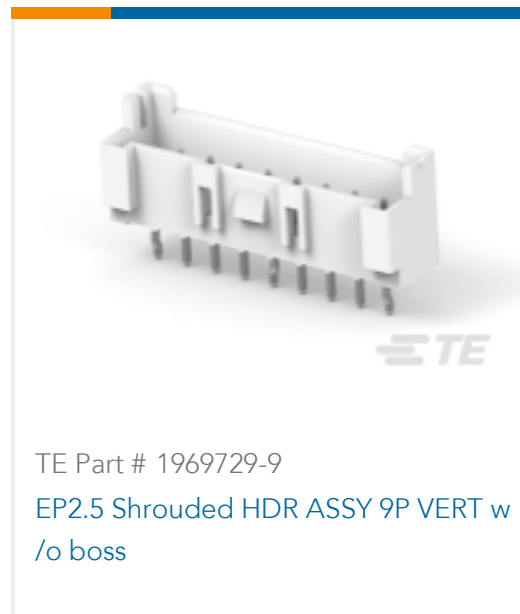 TE
TE Part # 1969729-9
EP2.5 Shrouded HDR ASSY 9P VERT w
/o boss